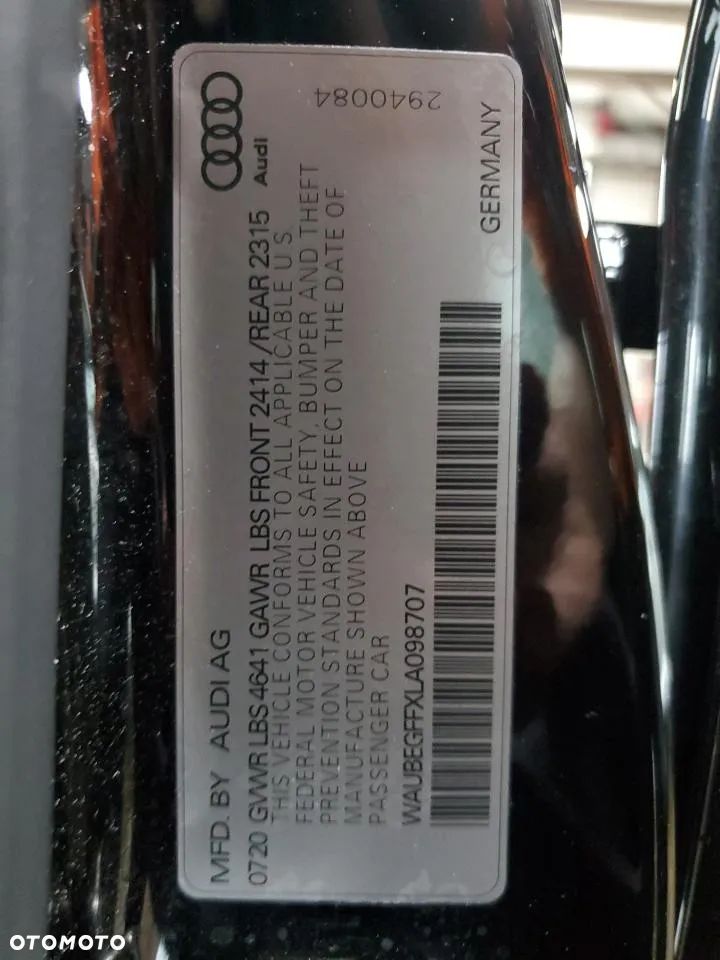 MFD. BY AUDI AG
Audi
0720 GVWR LBS 4641 GAWR LBS FRONT 2414 /REAR 2315
THIS VEHICLE CONFORMS TO ALL APPLICABLE U S
FEDERAL MOTOR VEHICLE SAFETY, BUMPER AND THEFT
PREVENTION STANDARDS IN EFFECT ON THE DATE OF
MANUFACTURE SHOWN ABOVE
PASSENGER CAR
2940084
WAUBEGFFXLA098707
GERMANY
OTOMOTO